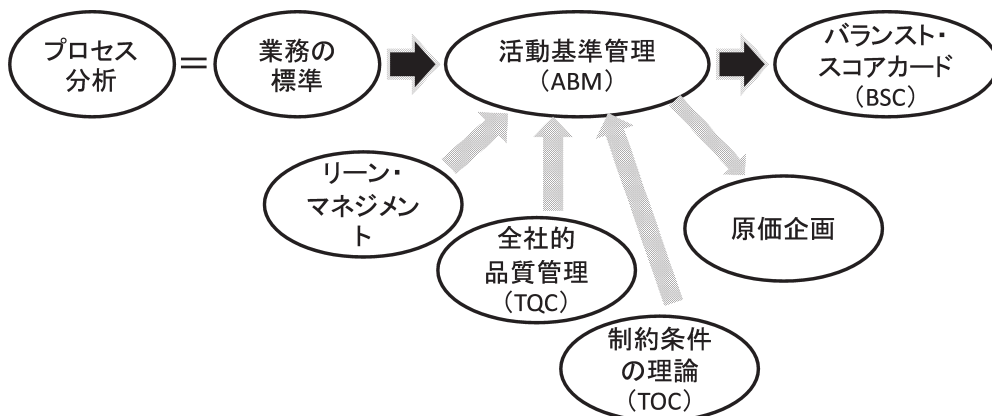 プロセス
分析
＝
業務の
標準
活動基準管理
（ABM）
バランスト・
スコアカード
（BSC）
リーン・
マネジメン
ト
全社的
品質管理
（TQC）
原価企画
制約条件
の理論
（TOC）